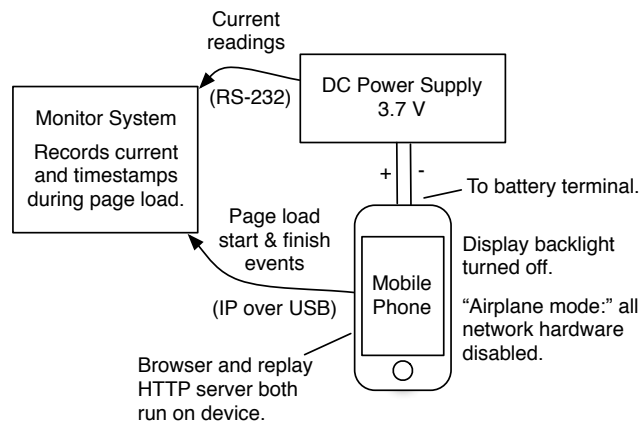 Current
readings
(RS-232)
DC Power Supply
3.7 V
Monitor System
Records current
and timestamps
during page load.
+ -
To battery terminal.
Page load
start & finish
events
(IP over USB)
Mobile
Phone
Display backlight
turned off.
“Airplane mode:” all
network hardware
disabled.
Browser and replay
HTTP server both
run on device.